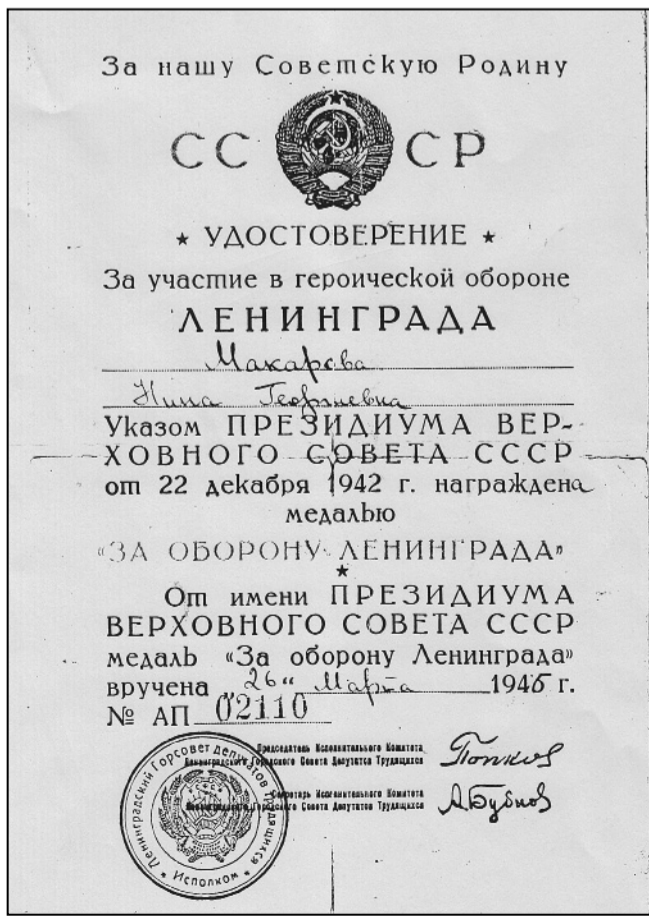 За нашу Советскую Родину
СС СР
★ УДОСТОВЕРЕНИЕ ★
За участие в героической обороне
ЛЕНИНГРАДА
Макарова
Нина Георгиевна
Указом ПРЕЗИДИУМА ВЕР-
ХОВНОГО СОВЕТА СССР
от 22 декабря 1942 г. награждена
медалью
«ЗА ОБОРОНУ ЛЕНИНГРАДА»
★
От имени ПРЕЗИДИУМА
ВЕРХОВНОГО СОВЕТА СССР
медаль «За оборону Ленинграда»
вручена „26“ Марта 1945 г.
№ АП 02110
Председатель Исполнительного Комитета
Ленинградского Городского Совета Депутатов Трудящихся
Попков
Секретарь Исполнительного Комитета
Ленинградского Городского Совета Депутатов Трудящихся
А.Бубнов
Ленинградский Горсовет депутатов трудящихся
★ Исполком ★